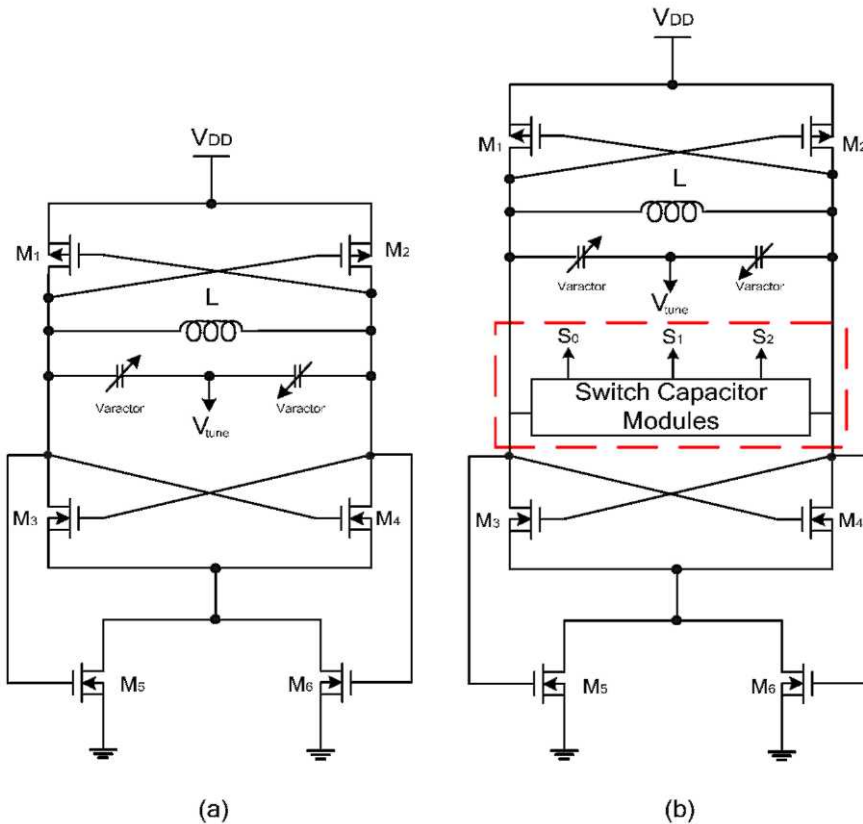 VDD
M1
M2
L
Varactor
Varactor
Vtune
M3
M4
M5
M6
(a)
VDD
M1
M2
L
Varactor
Varactor
Vtune
S0
S1
S2
Switch Capacitor
Modules
M3
M4
M5
M6
(b)